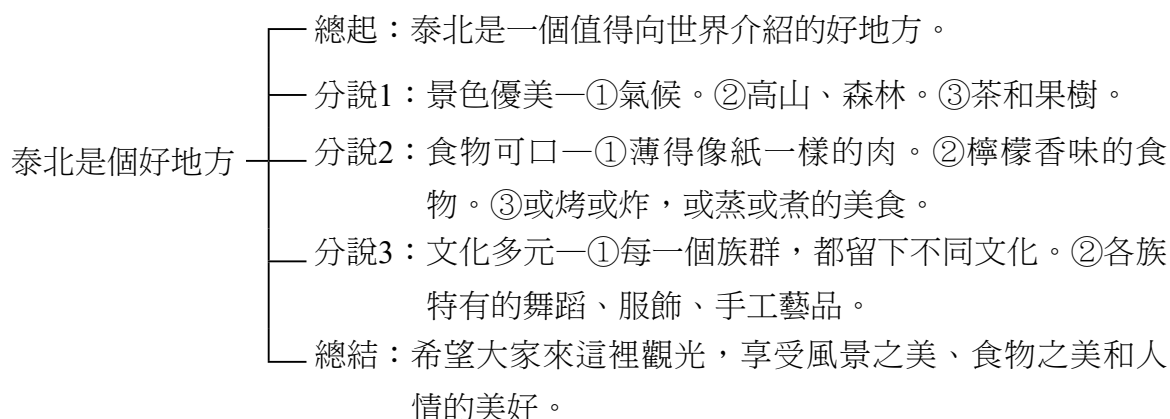 總起：泰北是一個值得向世界介紹的好地方。
分說1：景色優美—①氣候。②高山、森林。③茶和果樹。
泰北是個好地方
分說2：食物可口—①薄得像紙一樣的肉。②檸檬香味的食
物。③或烤或炸，或蒸或煮的美食。
分說3：文化多元—①每一個族群，都留下不同文化。②各族
特有的舞蹈、服飾、手工藝品。
總結：希望大家來這裡觀光，享受風景之美、食物之美和人
情的美好。